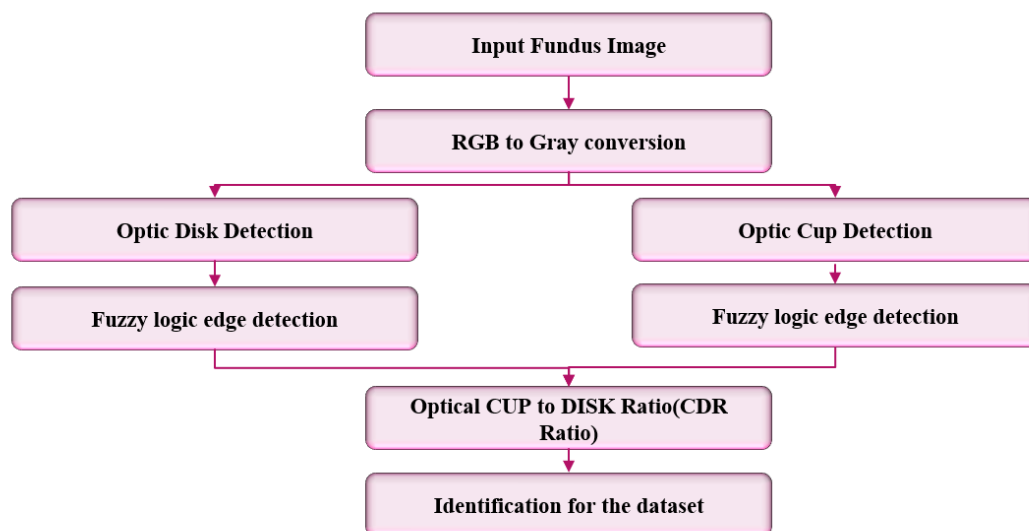 Input Fundus Image
RGB to Gray conversion
Optic Disk Detection
Optic Cup Detection
Fuzzy logic edge detection
Fuzzy logic edge detection
Optical CUP to DISK Ratio(CDR
Ratio)
Identification for the dataset